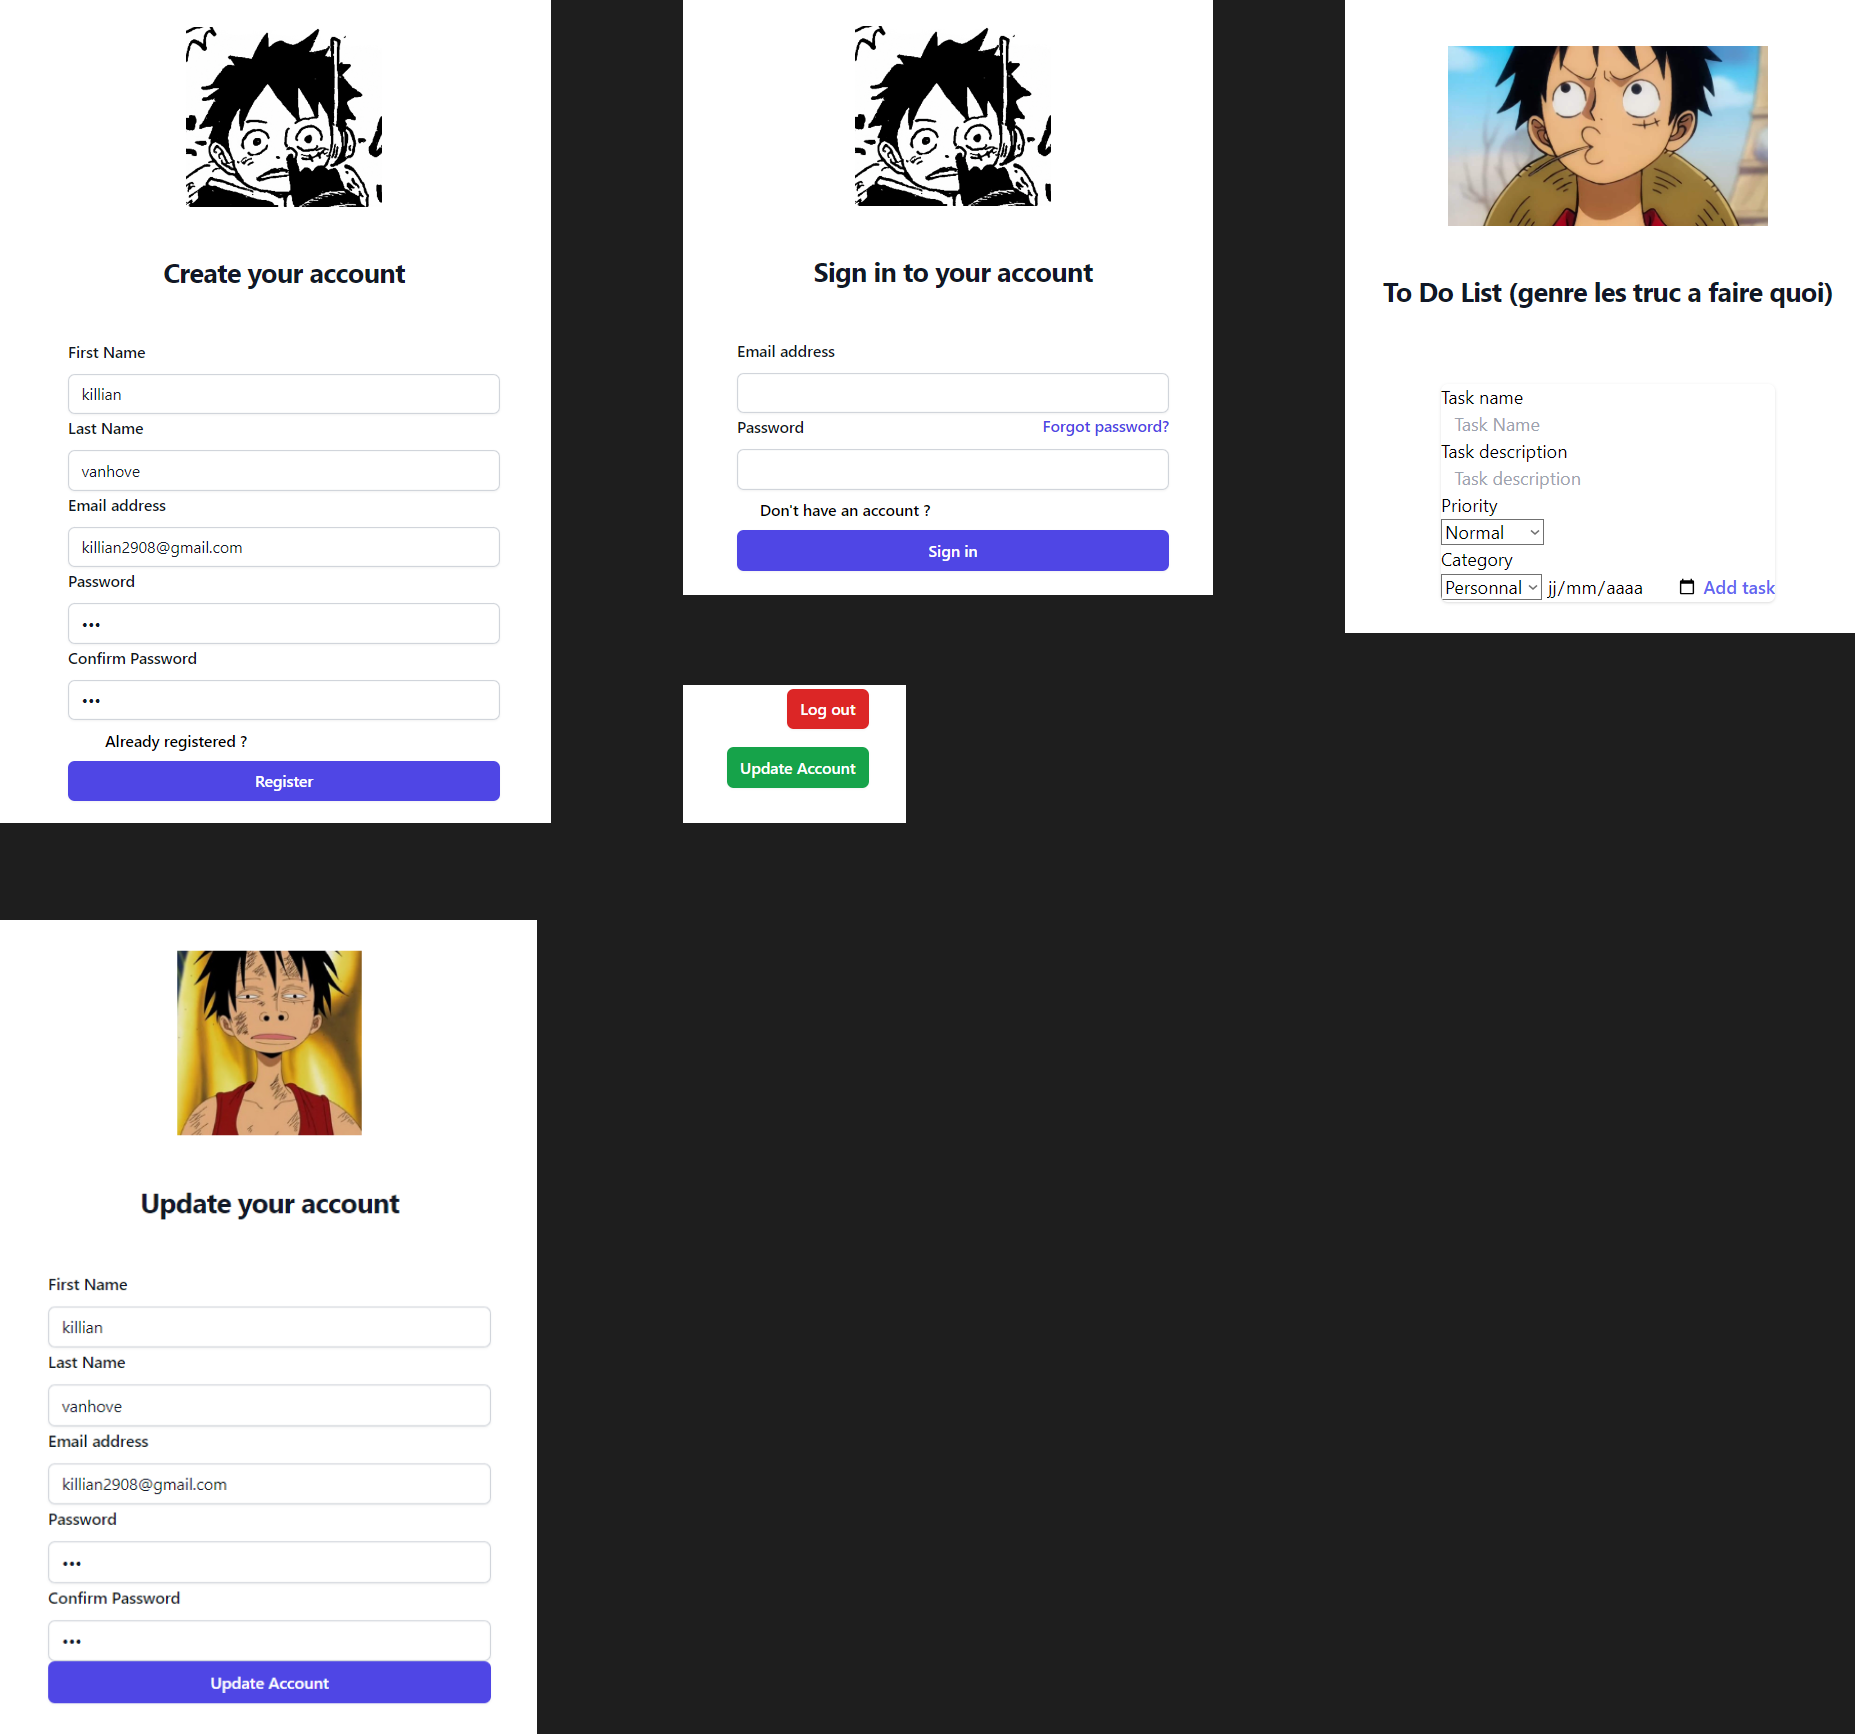 Create your account
First Name
killian
Last Name
vanhove
Email address
killian2908@gmail.com
Password
•••
Confirm Password
•••
Already registered ?
Register
Sign in to your account
Email address
Password
Forgot password?
Don't have an account ?
Sign in
To Do List (genre les truc a faire quoi)
Task name
Task Name
Task description
Task description
Priority
Normal
Category
Personnal jj/mm/aaaa Add task
Log out
Update Account
Update your account
First Name
killian
Last Name
vanhove
Email address
killian2908@gmail.com
Password
•••
Confirm Password
•••
Update Account